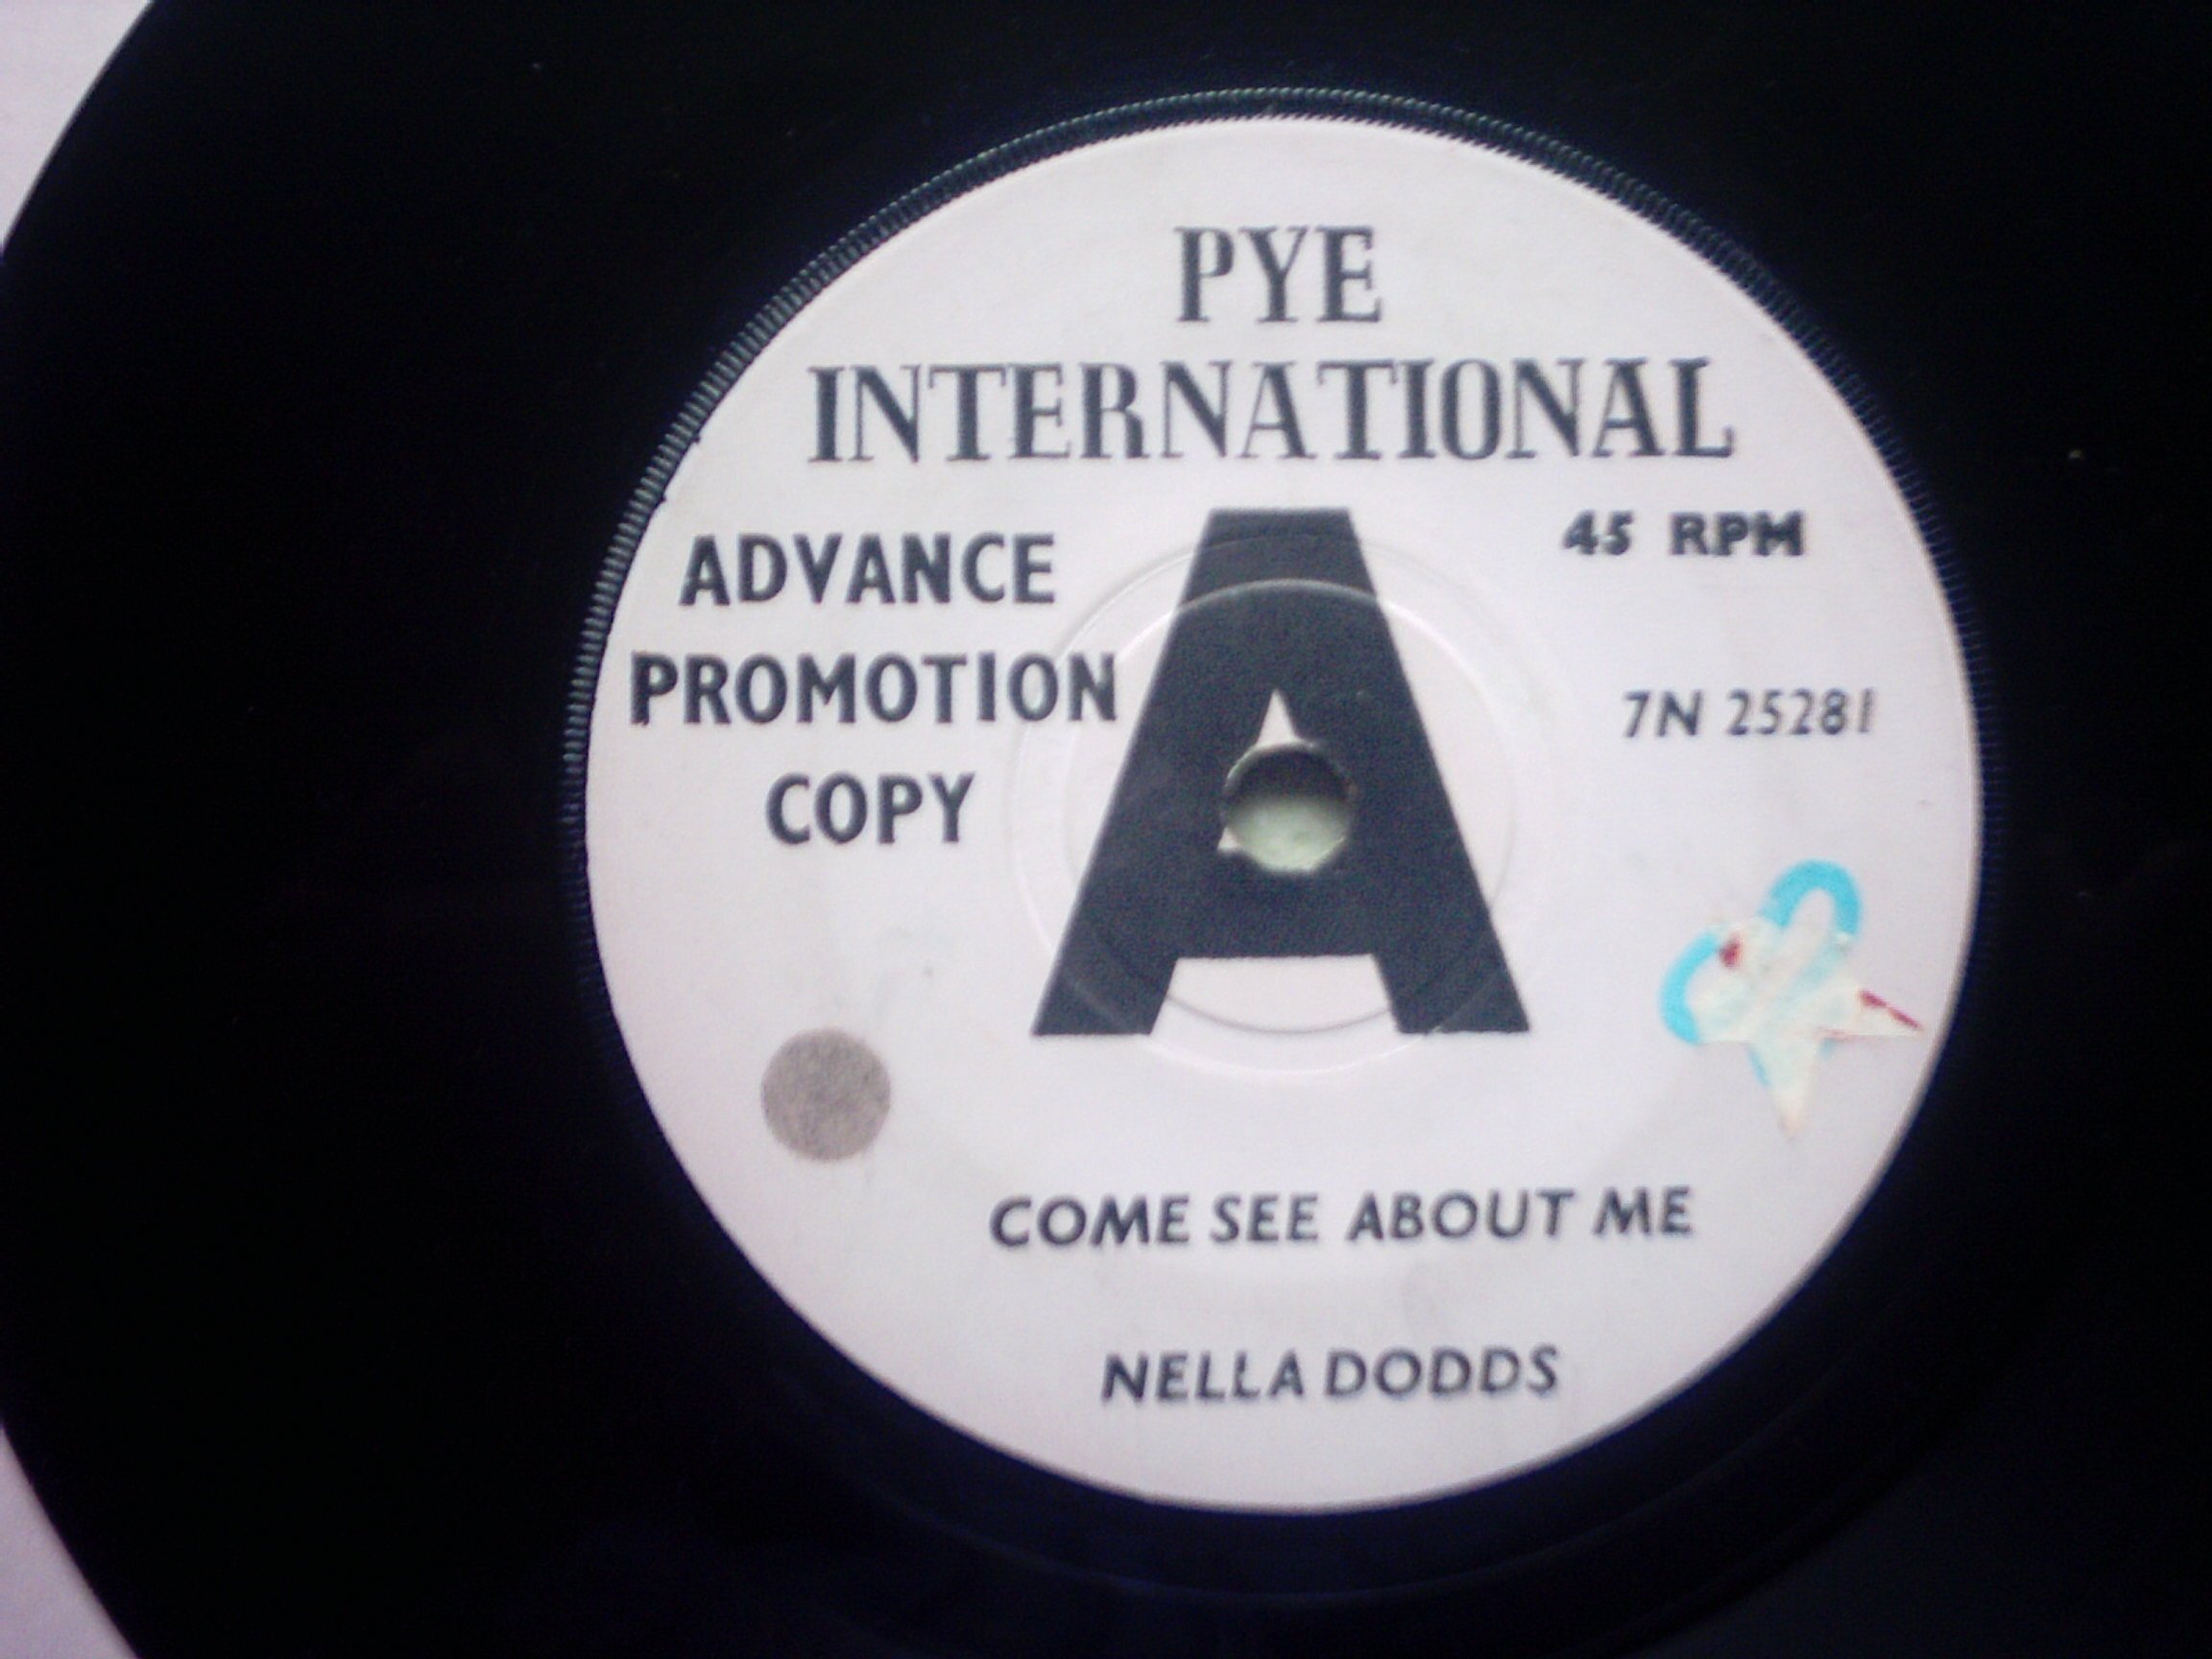 PYE
INTERNATIONAL
ADVANCE
PROMOTION
COPY
A
45 RPM
7N 25281
COME SEE ABOUT ME
NELLA DODDS